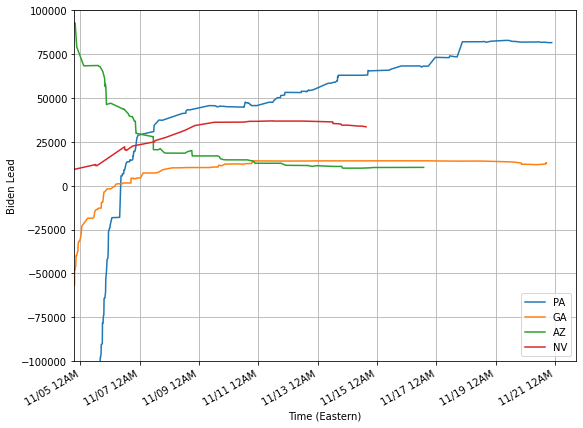 100000
75000
50000
25000
0
−25000
−50000
−75000
−100000
Biden Lead
11/05 12AM
11/07 12AM
11/09 12AM
11/11 12AM
11/13 12AM
11/15 12AM
11/17 12AM
11/19 12AM
11/21 12AM
Time (Eastern)
PA
GA
AZ
NV